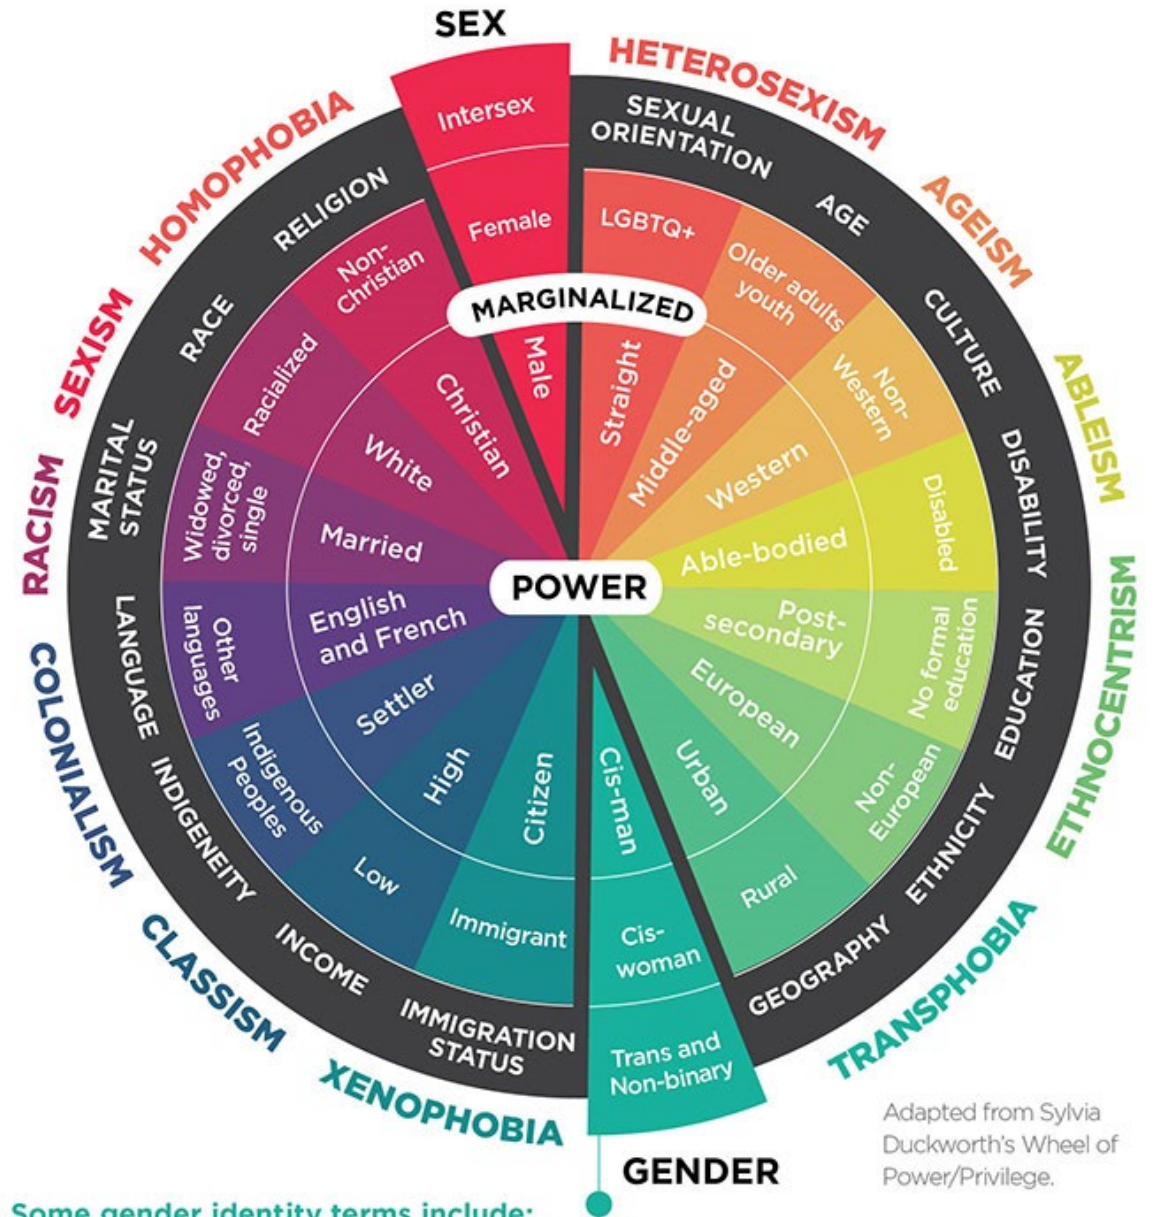 SEX
HETEROSEXISM
AGEISM
ABLEISM
ETHNOCENTRISM
TRANSPHOBIA
XENOPHOBIA
CLASSISM
COLONIALISM
RACISM
SEXISM
HOMOPHOBIA
SEXUAL
ORIENTATION
AGE
CULTURE
DISABILITY
EDUCATION
ETHNICITY
GEOGRAPHY
IMMIGRATION
STATUS
INCOME
INDIGENEITY
LANGUAGE
MARITAL
STATUS
RACE
RELIGION
Intersex
Female
Male
LGBTQ+
Straight
Older adults
youth
Middle-aged
Non-
Western
Western
Disabled
Able-bodied
No formal
education
Post-
secondary
Non-
European
European
Rural
Urban
Cis-man
Cis-
woman
Trans and
Non-binary
Immigrant
Citizen
Low
High
Indigenous
Peoples
Settler
Other
languages
English
and French
Widowed,
divorced,
single
Married
Racialized
White
Non-
Christian
Christian
MARGINALIZED
POWER
GENDER
Adapted from Sylvia
Duckworth's Wheel of
Power/Privilege.
Some gender identity terms include: